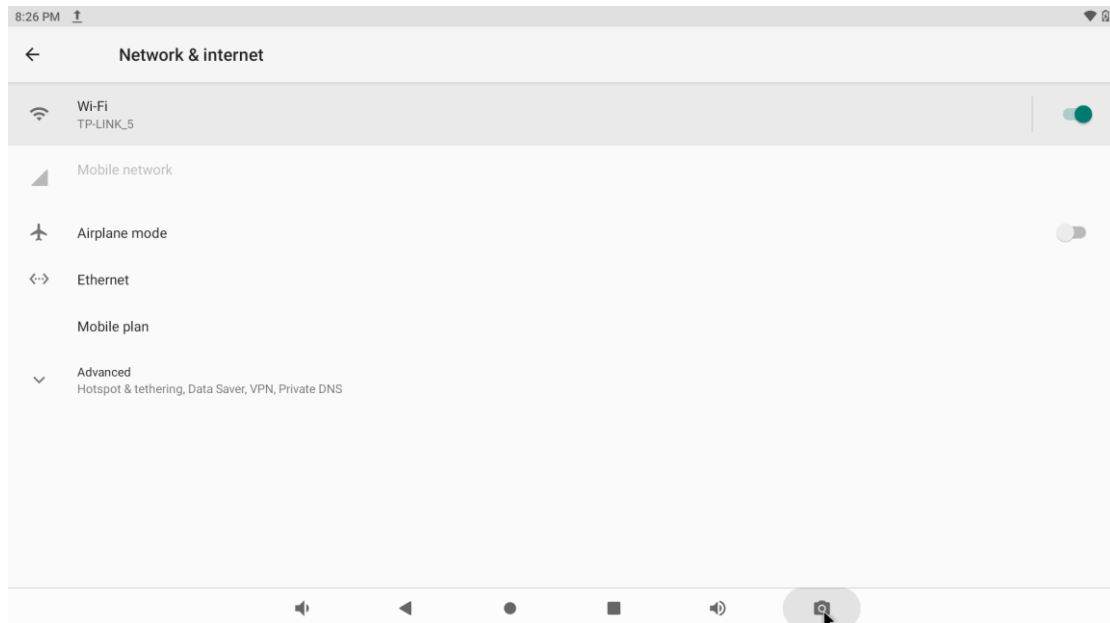 8:26 PM
Network & internet
Wi-Fi
TP-LINK_5
Mobile network
Airplane mode
Ethernet
Mobile plan
Advanced
Hotspot & tethering, Data Saver, VPN, Private DNS